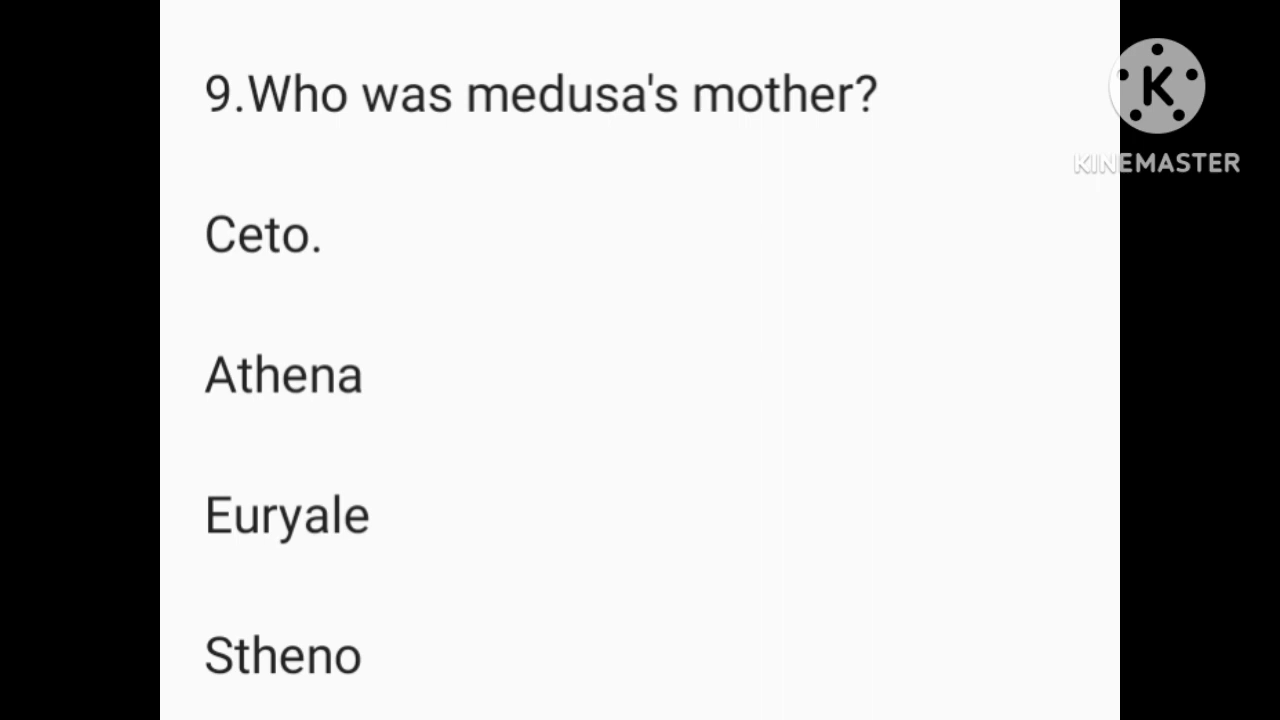 9.Who was medusa's mother?
KINEMASTER
Ceto.
Athena
Euryale
Stheno